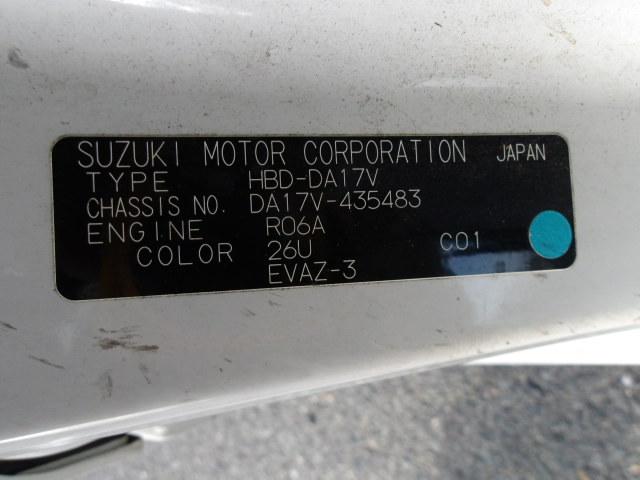 SUZUKI MOTOR CORPORATION JAPAN
TYPE HBD-DA17V
CHASSIS NO. DA17V-435483
ENGINE R06A
COLOR 26U C01
EVAZ-3